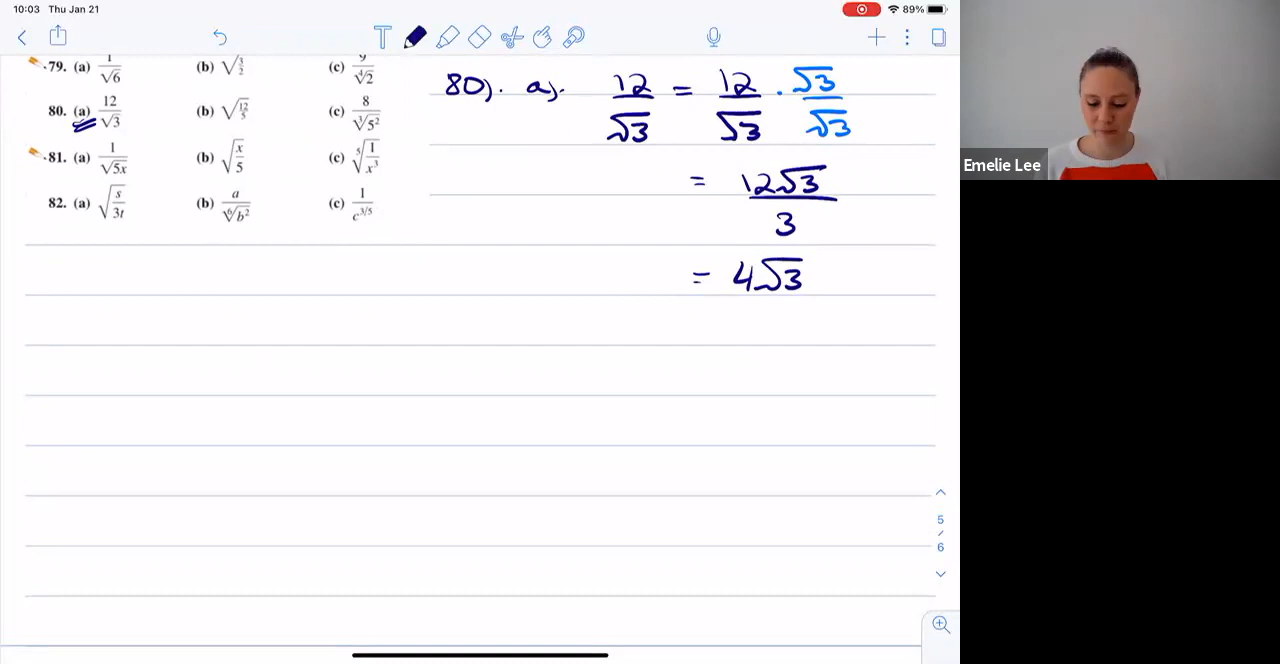 10:03 Thu Jan 21
89%
T
79. (a) 1/√6 (b) √(3/2) (c) 9/∜2
80. (a) 12/√3 (b) √(12/5) (c) 8/∛5²
81. (a) 1/√5x (b) √(x/5) (c) ⁵√(1/x³)
82. (a) √(s/3t) (b) a/⁶√b² (c) 1/c^(3/5)
80). a). 12/√3 = 12/√3 · √3/√3
= 12√3/3
= 4√3
Emelie Lee
5
/
6